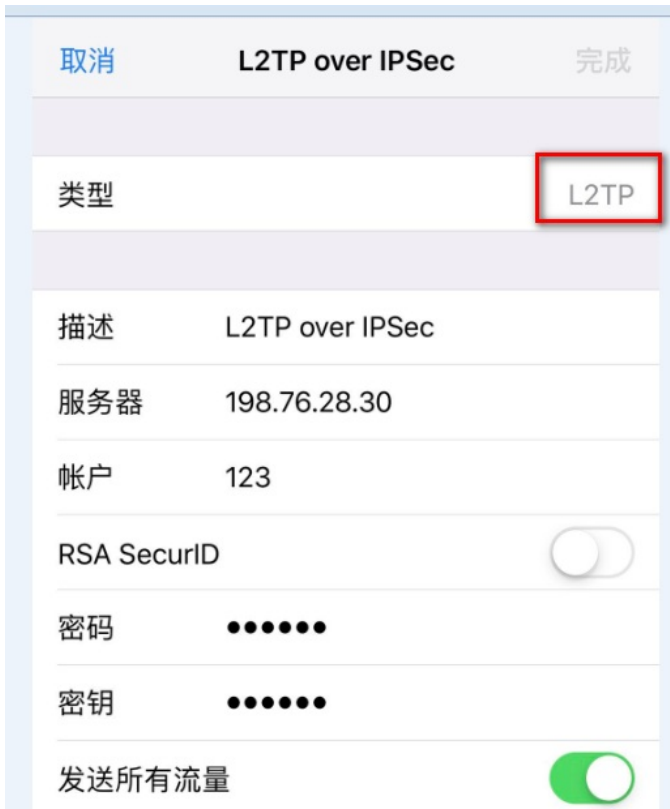 取消 L2TP over IPSec 完成
类型 L2TP
描述 L2TP over IPSec
服务器 198.76.28.30
帐户 123
RSA SecurID
密码 ●●●●●●
密钥 ●●●●●●
发送所有流量